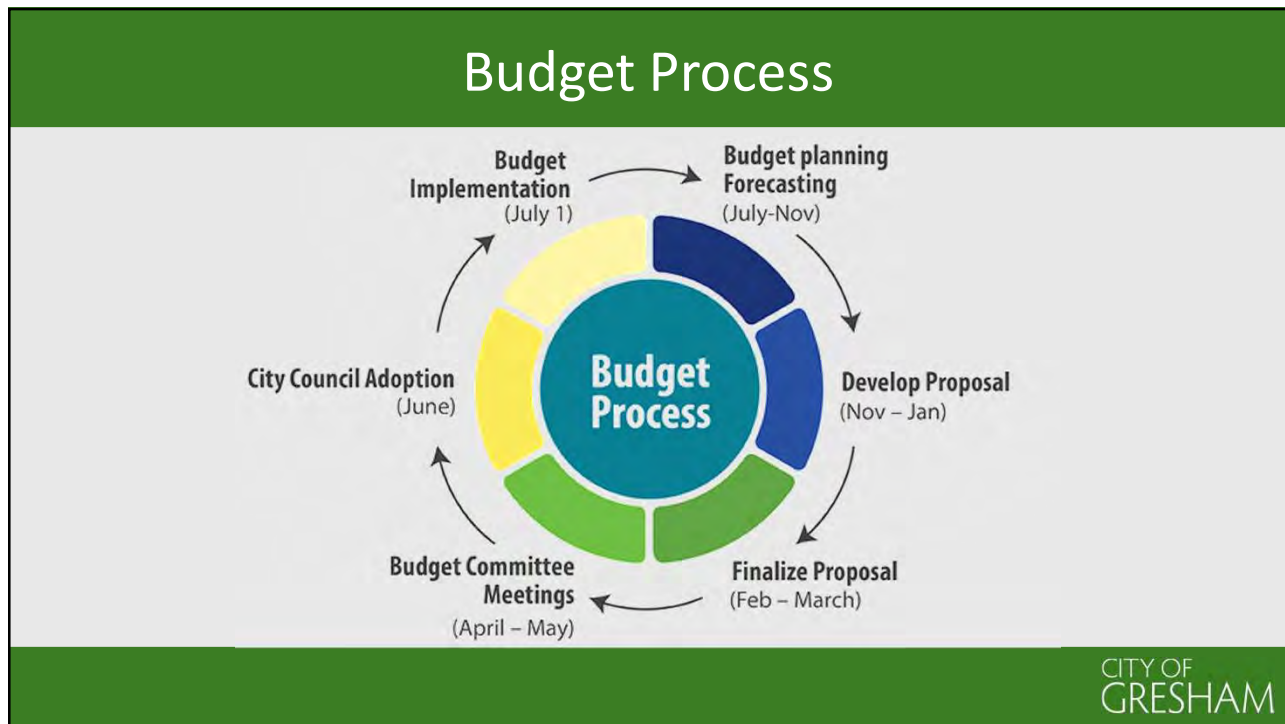 Budget Process
Budget
Implementation
(July 1)
Budget planning
Forecasting
(July-Nov)
Develop Proposal
(Nov – Jan)
Finalize Proposal
(Feb – March)
Budget Committee
Meetings
(April – May)
City Council Adoption
(June)
Budget
Process
CITY OF
GRESHAM